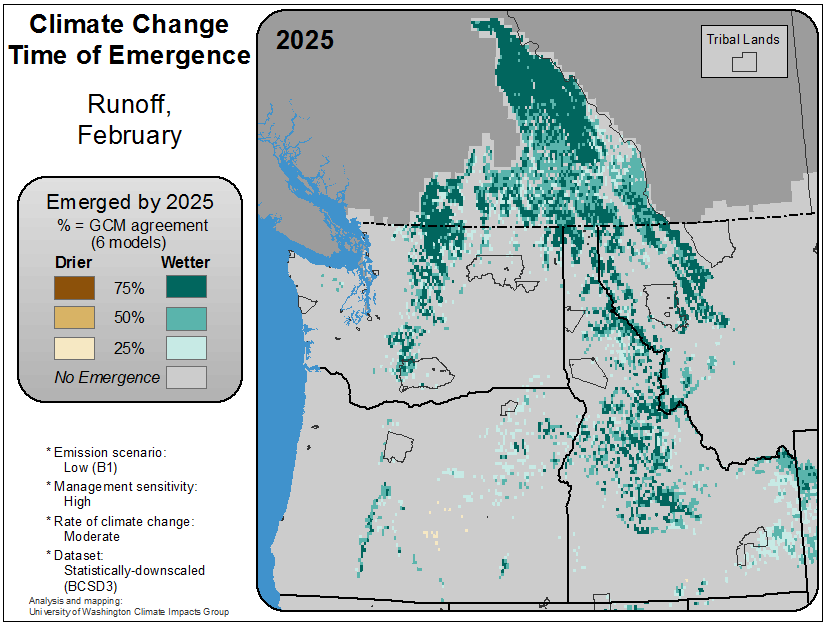 Climate Change
Time of Emergence
Runoff,
February
Emerged by 2025
% = GCM agreement
(6 models)
Drier Wetter
75%
50%
25%
No Emergence
* Emission scenario:
Low (B1)
* Management sensitivity:
High
* Rate of climate change:
Moderate
* Dataset:
Statistically-downscaled
(BCSD3)
Analysis and mapping:
University of Washington Climate Impacts Group
2025
Tribal Lands